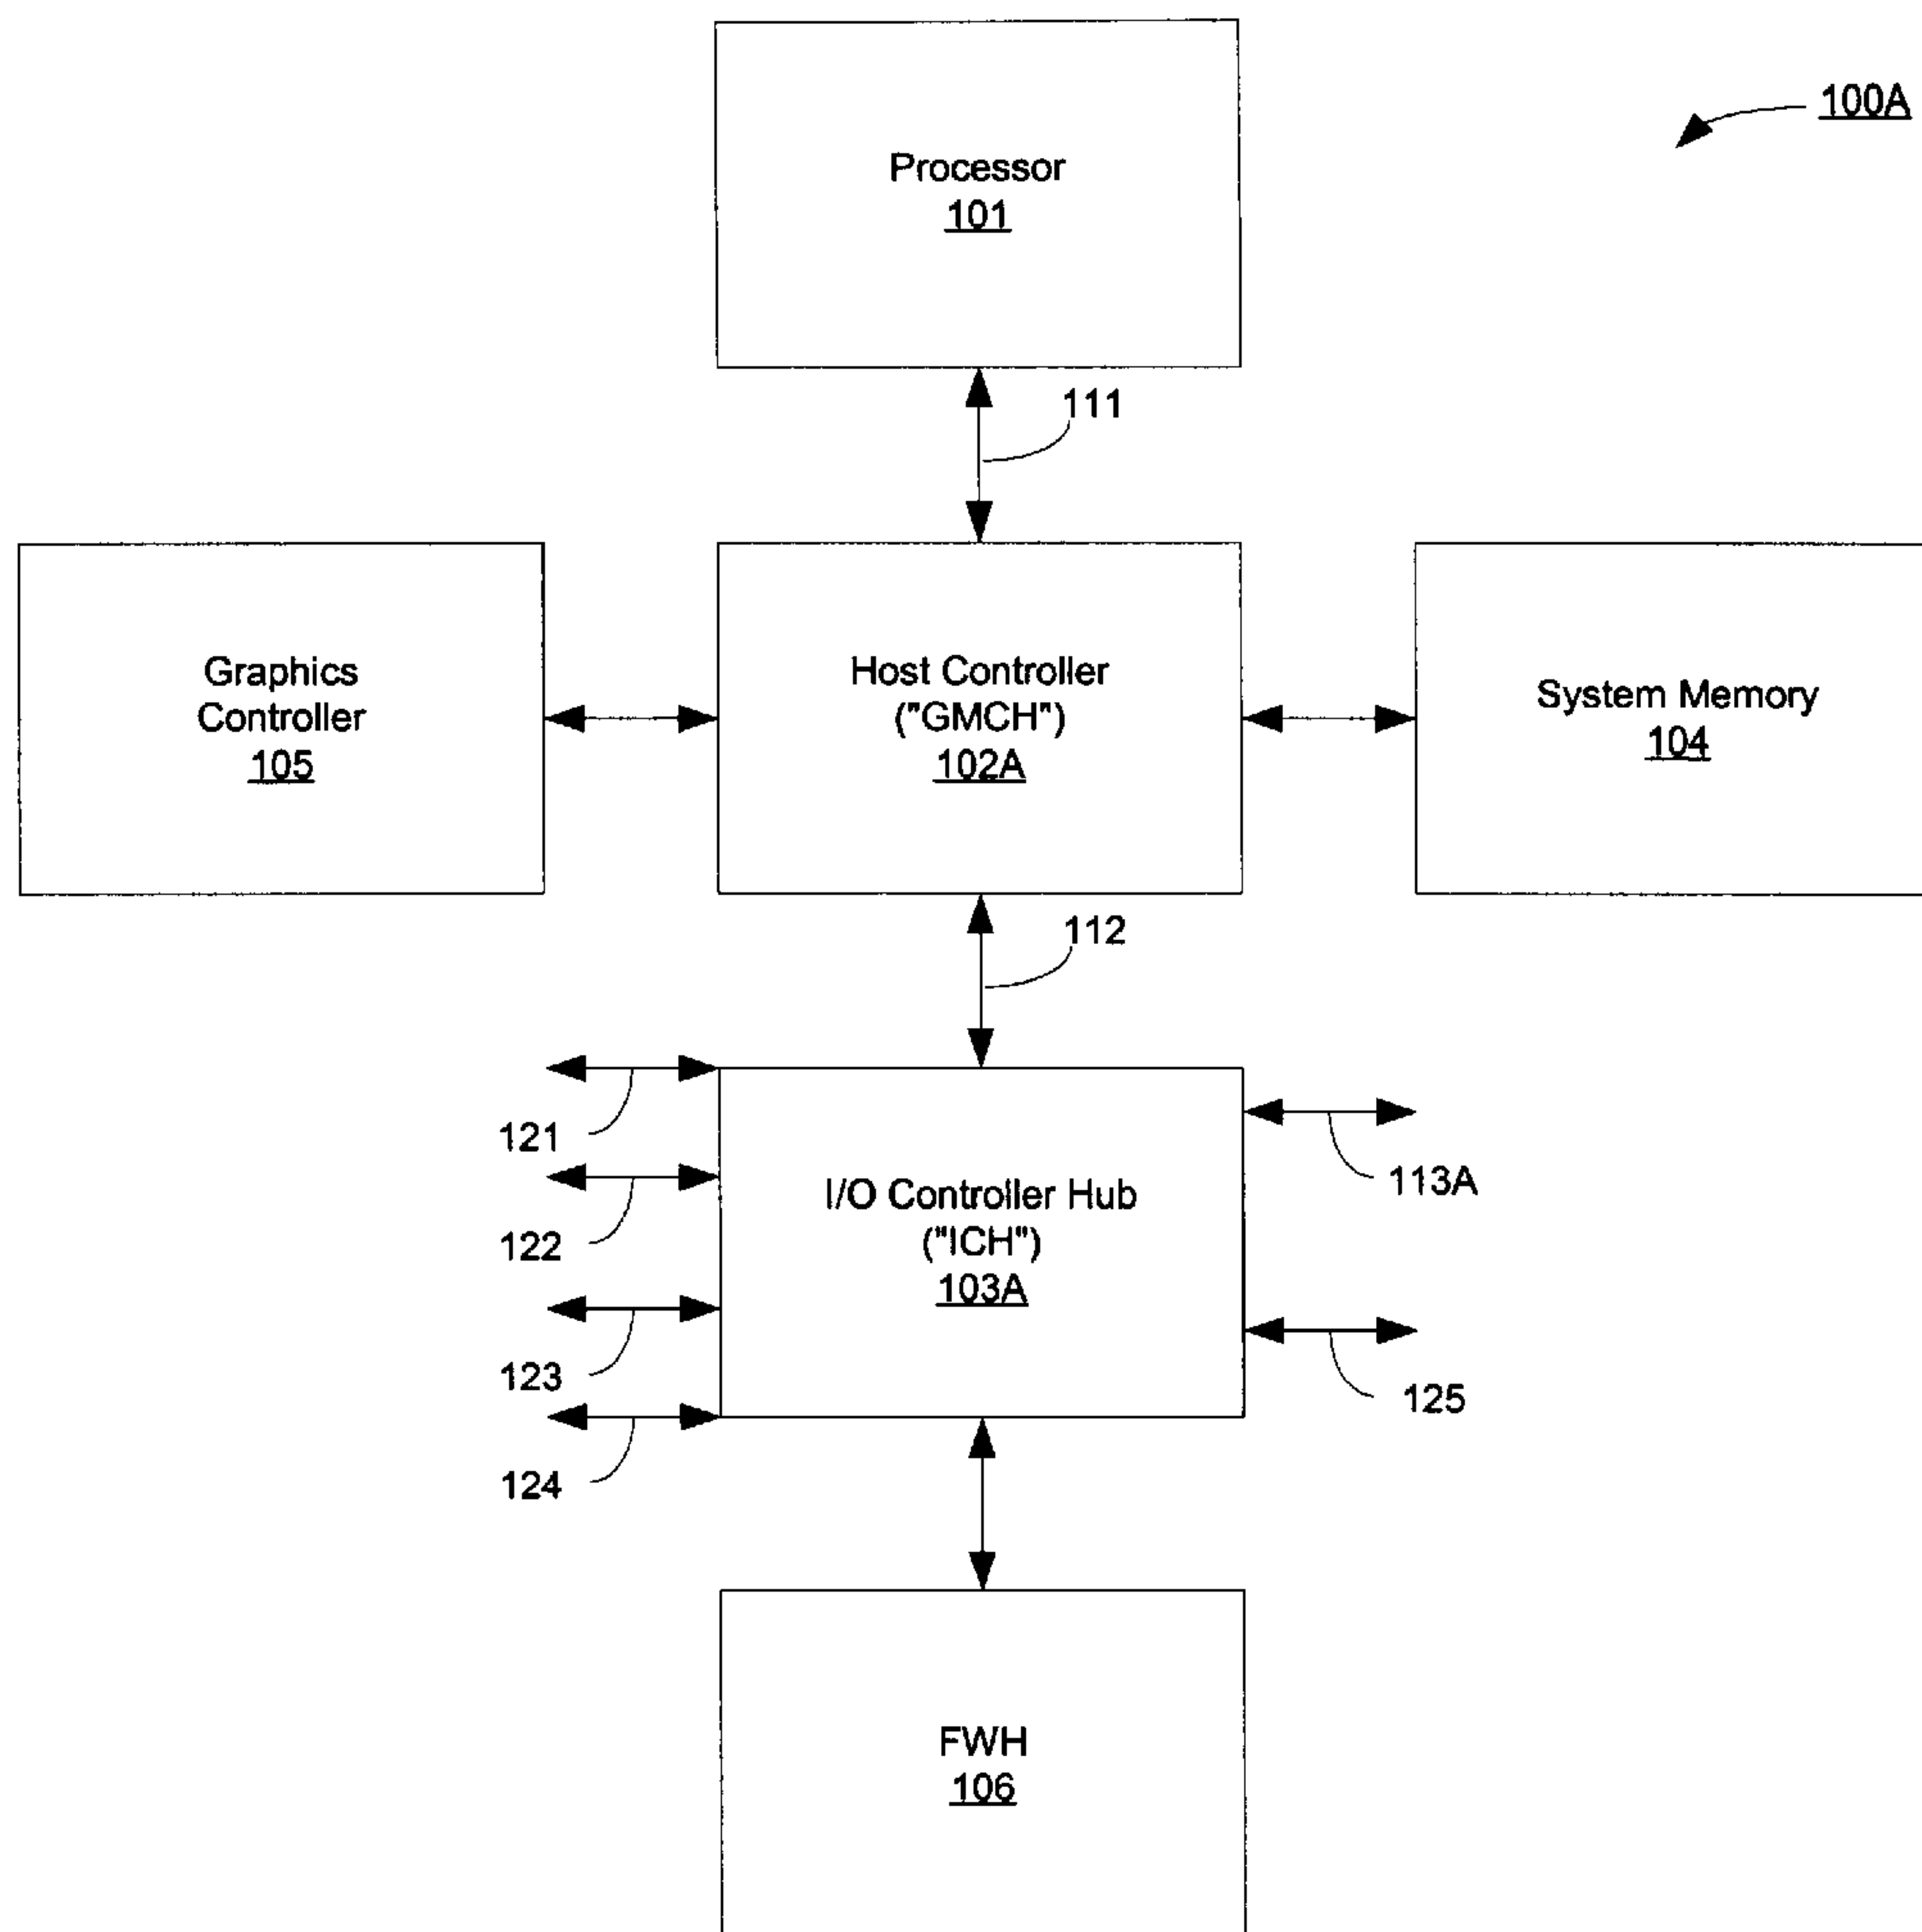 100A
Processor
101
111
Graphics
Controller
105
Host Controller
("GMCH")
102A
System Memory
104
112
121
122
123
124
I/O Controller Hub
("ICH")
103A
113A
125
FWH
106